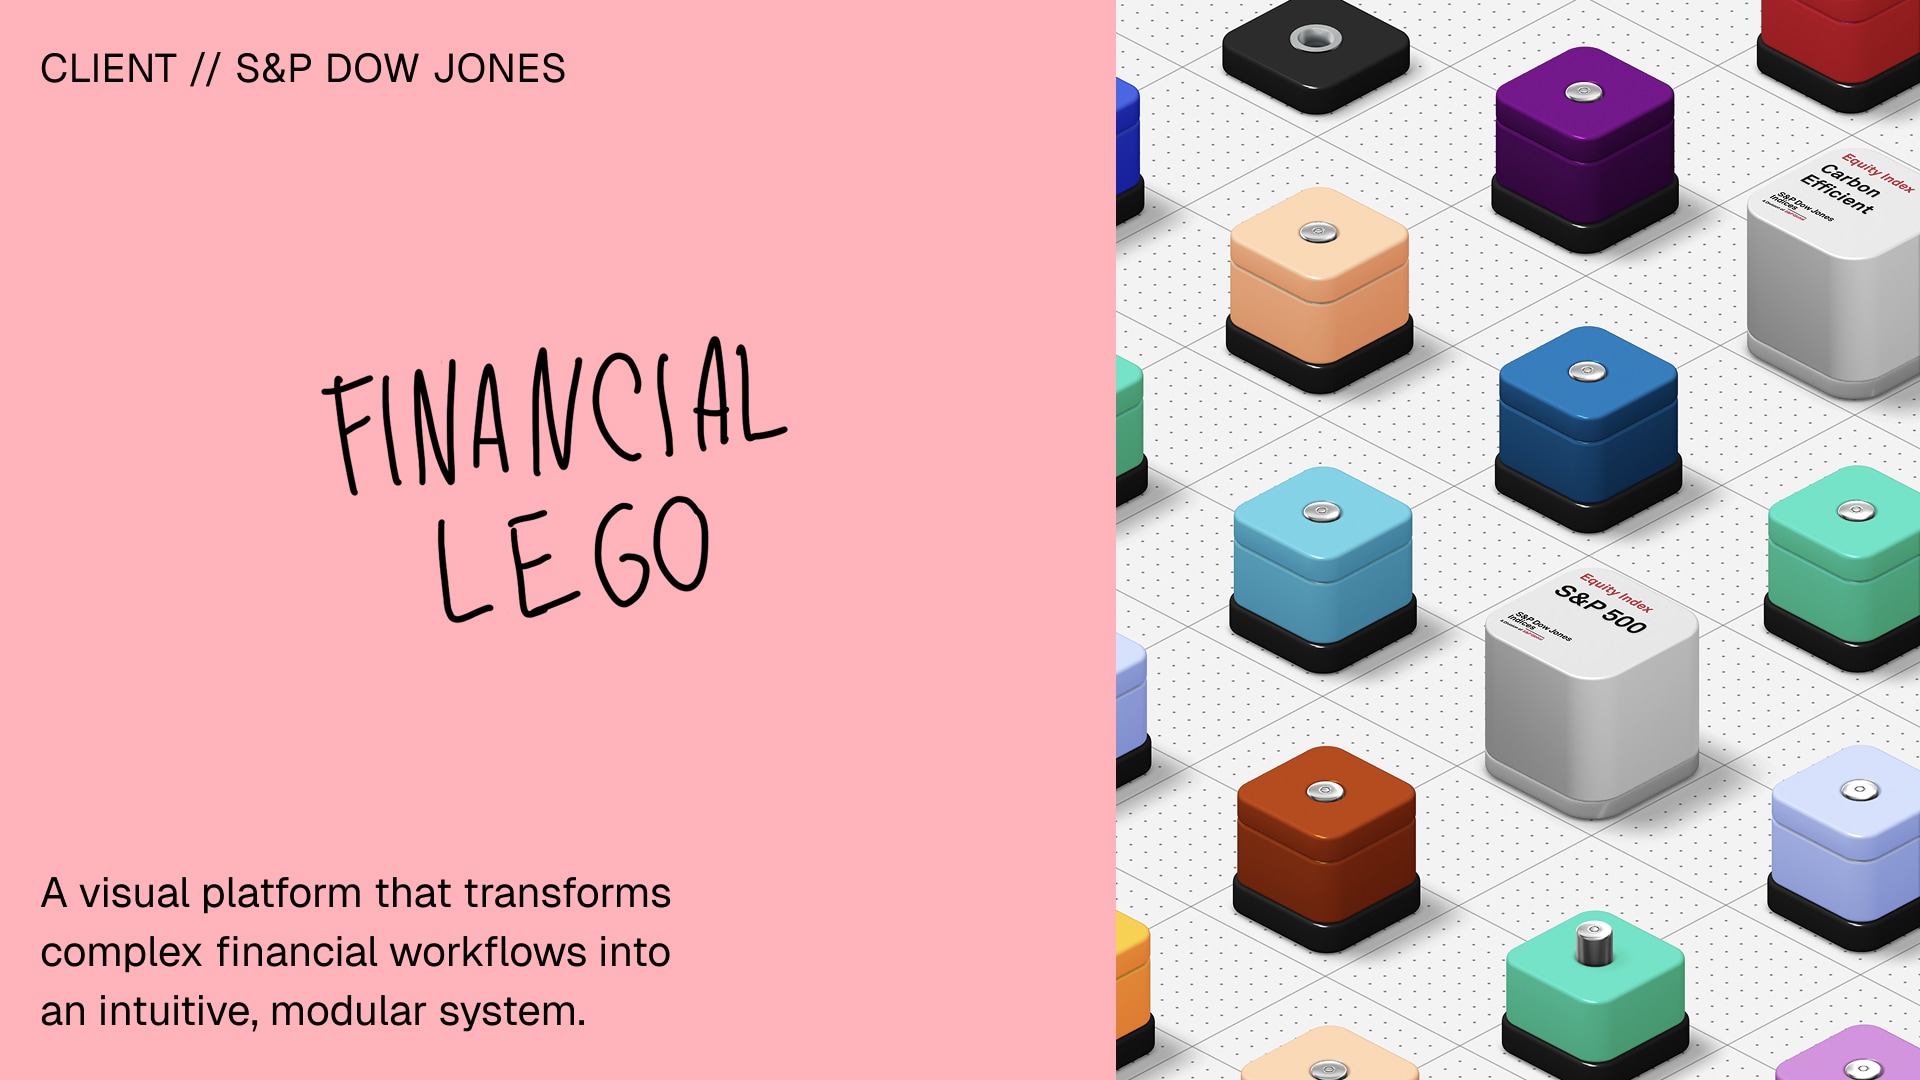 CLIENT // S&P DOW JONES
FINANCIAL
LEGO
A visual platform that transforms
complex financial workflows into
an intuitive, modular system.
Equity Index
Carbon
Efficient
S&P Dow Jones
Indices
Equity Index
S&P 500
S&P Dow Jones
Indices